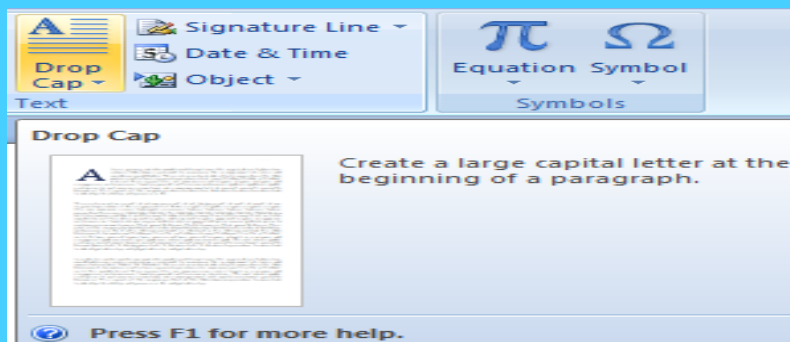 Signature Line
Date & Time
Drop
Cap
Object
Equation Symbol
Text
Symbols
Drop Cap
A
Create a large capital letter at the
beginning of a paragraph.
Press F1 for more help.